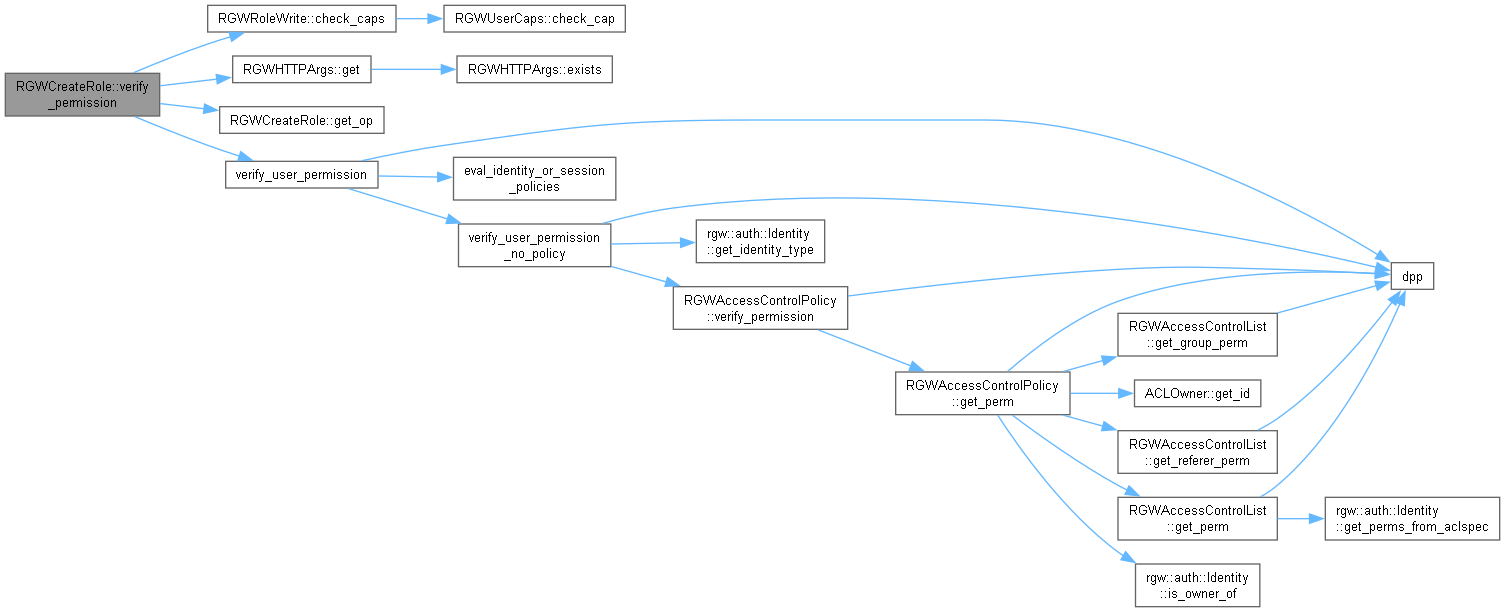 RGWRoleWrite::check_caps
RGWUserCaps::check_cap
RGWCreateRole::verify
_permission
RGWHTTPArgs::get
RGWHTTPArgs::exists
RGWCreateRole::get_op
verify_user_permission
eval_identity_or_session
_policies
verify_user_permission
_no_policy
rgw::auth::Identity
::get_identity_type
dpp
RGWAccessControlPolicy
::verify_permission
RGWAccessControlList
::get_group_perm
RGWAccessControlPolicy
::get_perm
ACLOwner::get_id
RGWAccessControlList
::get_referer_perm
RGWAccessControlList
::get_perm
rgw::auth::Identity
::get_perms_from_aclspec
rgw::auth::Identity
::is_owner_of